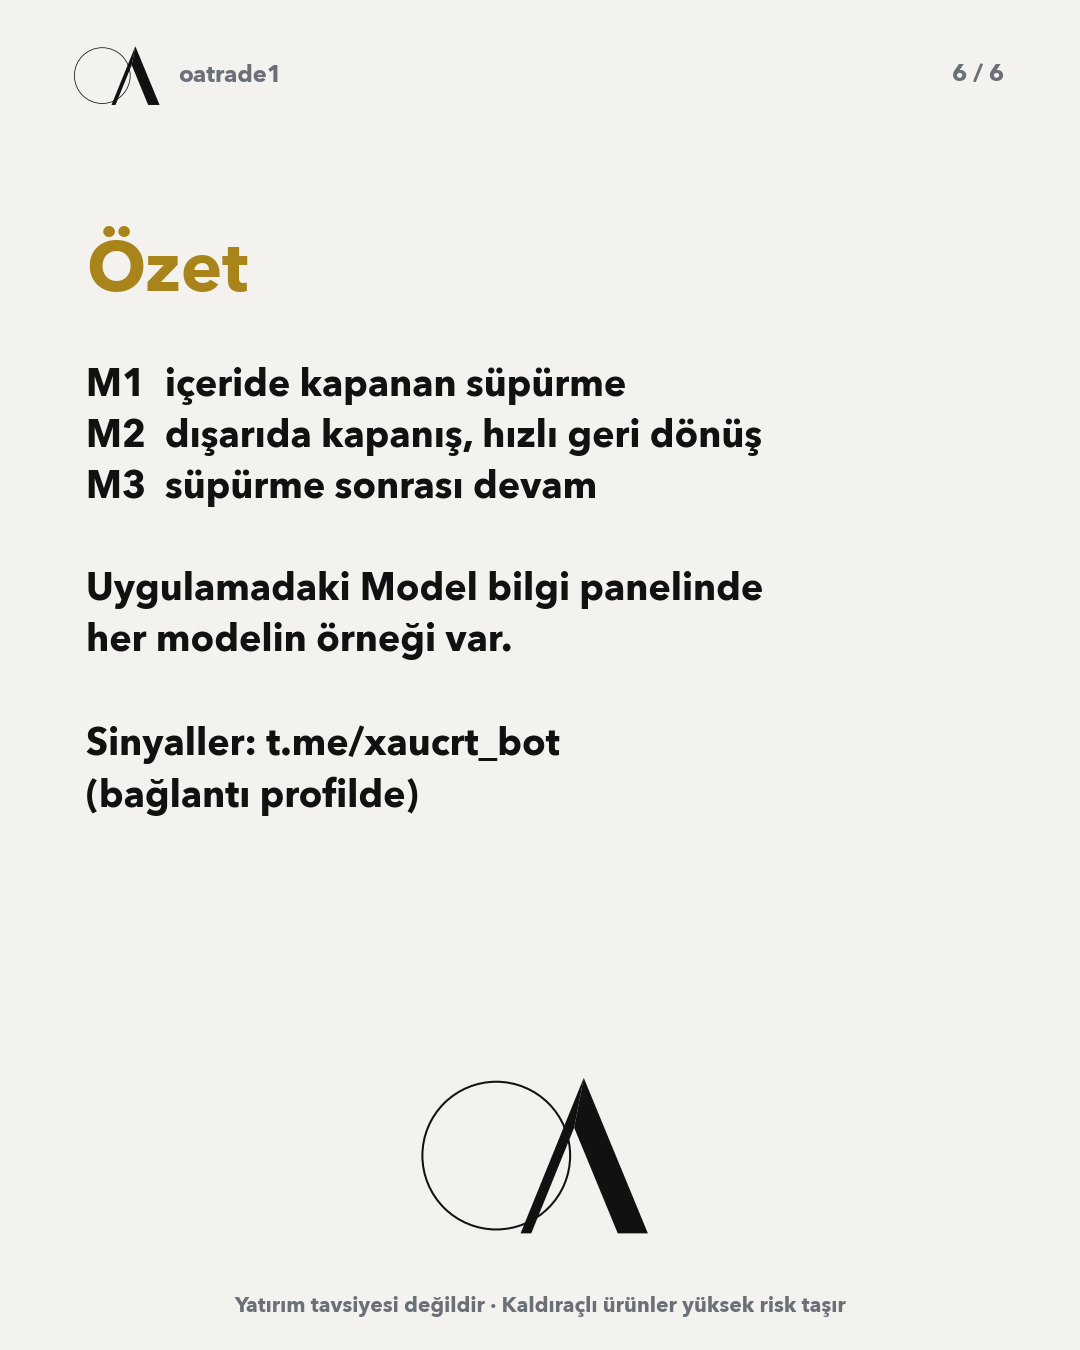 oatrade1
6 / 6
Özet
M1 içeride kapanan süpürme
M2 dışarıda kapanış, hızlı geri dönüş
M3 süpürme sonrası devam
Uygulamadaki Model bilgi panelinde
her modelin örneği var.
Sinyaller: t.me/xaucrt_bot
(bağlantı profilde)
Yatırım tavsiyesi değildir · Kaldıraçlı ürünler yüksek risk taşır